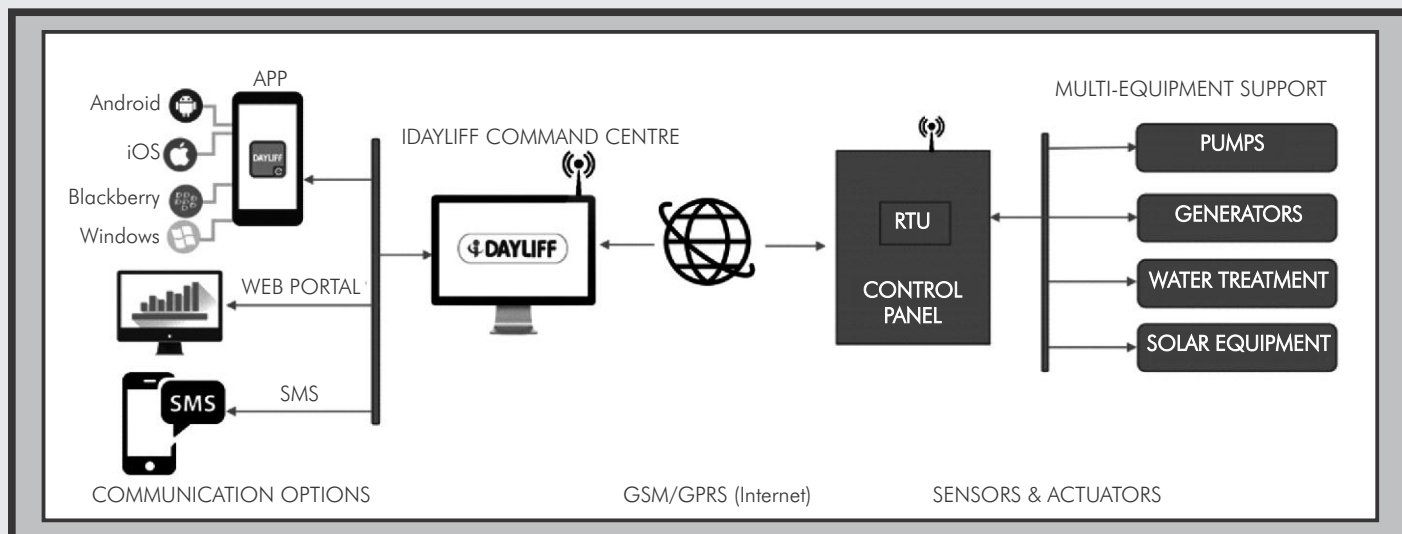 APP
Android
iOS
Blackberry
Windows
DAYLIFF
WEB PORTAL
SMS
SMS
COMMUNICATION OPTIONS
IDAYLIFF COMMAND CENTRE
DAYLIFF
GSM/GPRS (Internet)
RTU
CONTROL
PANEL
SENSORS & ACTUATORS
MULTI-EQUIPMENT SUPPORT
PUMPS
GENERATORS
WATER TREATMENT
SOLAR EQUIPMENT